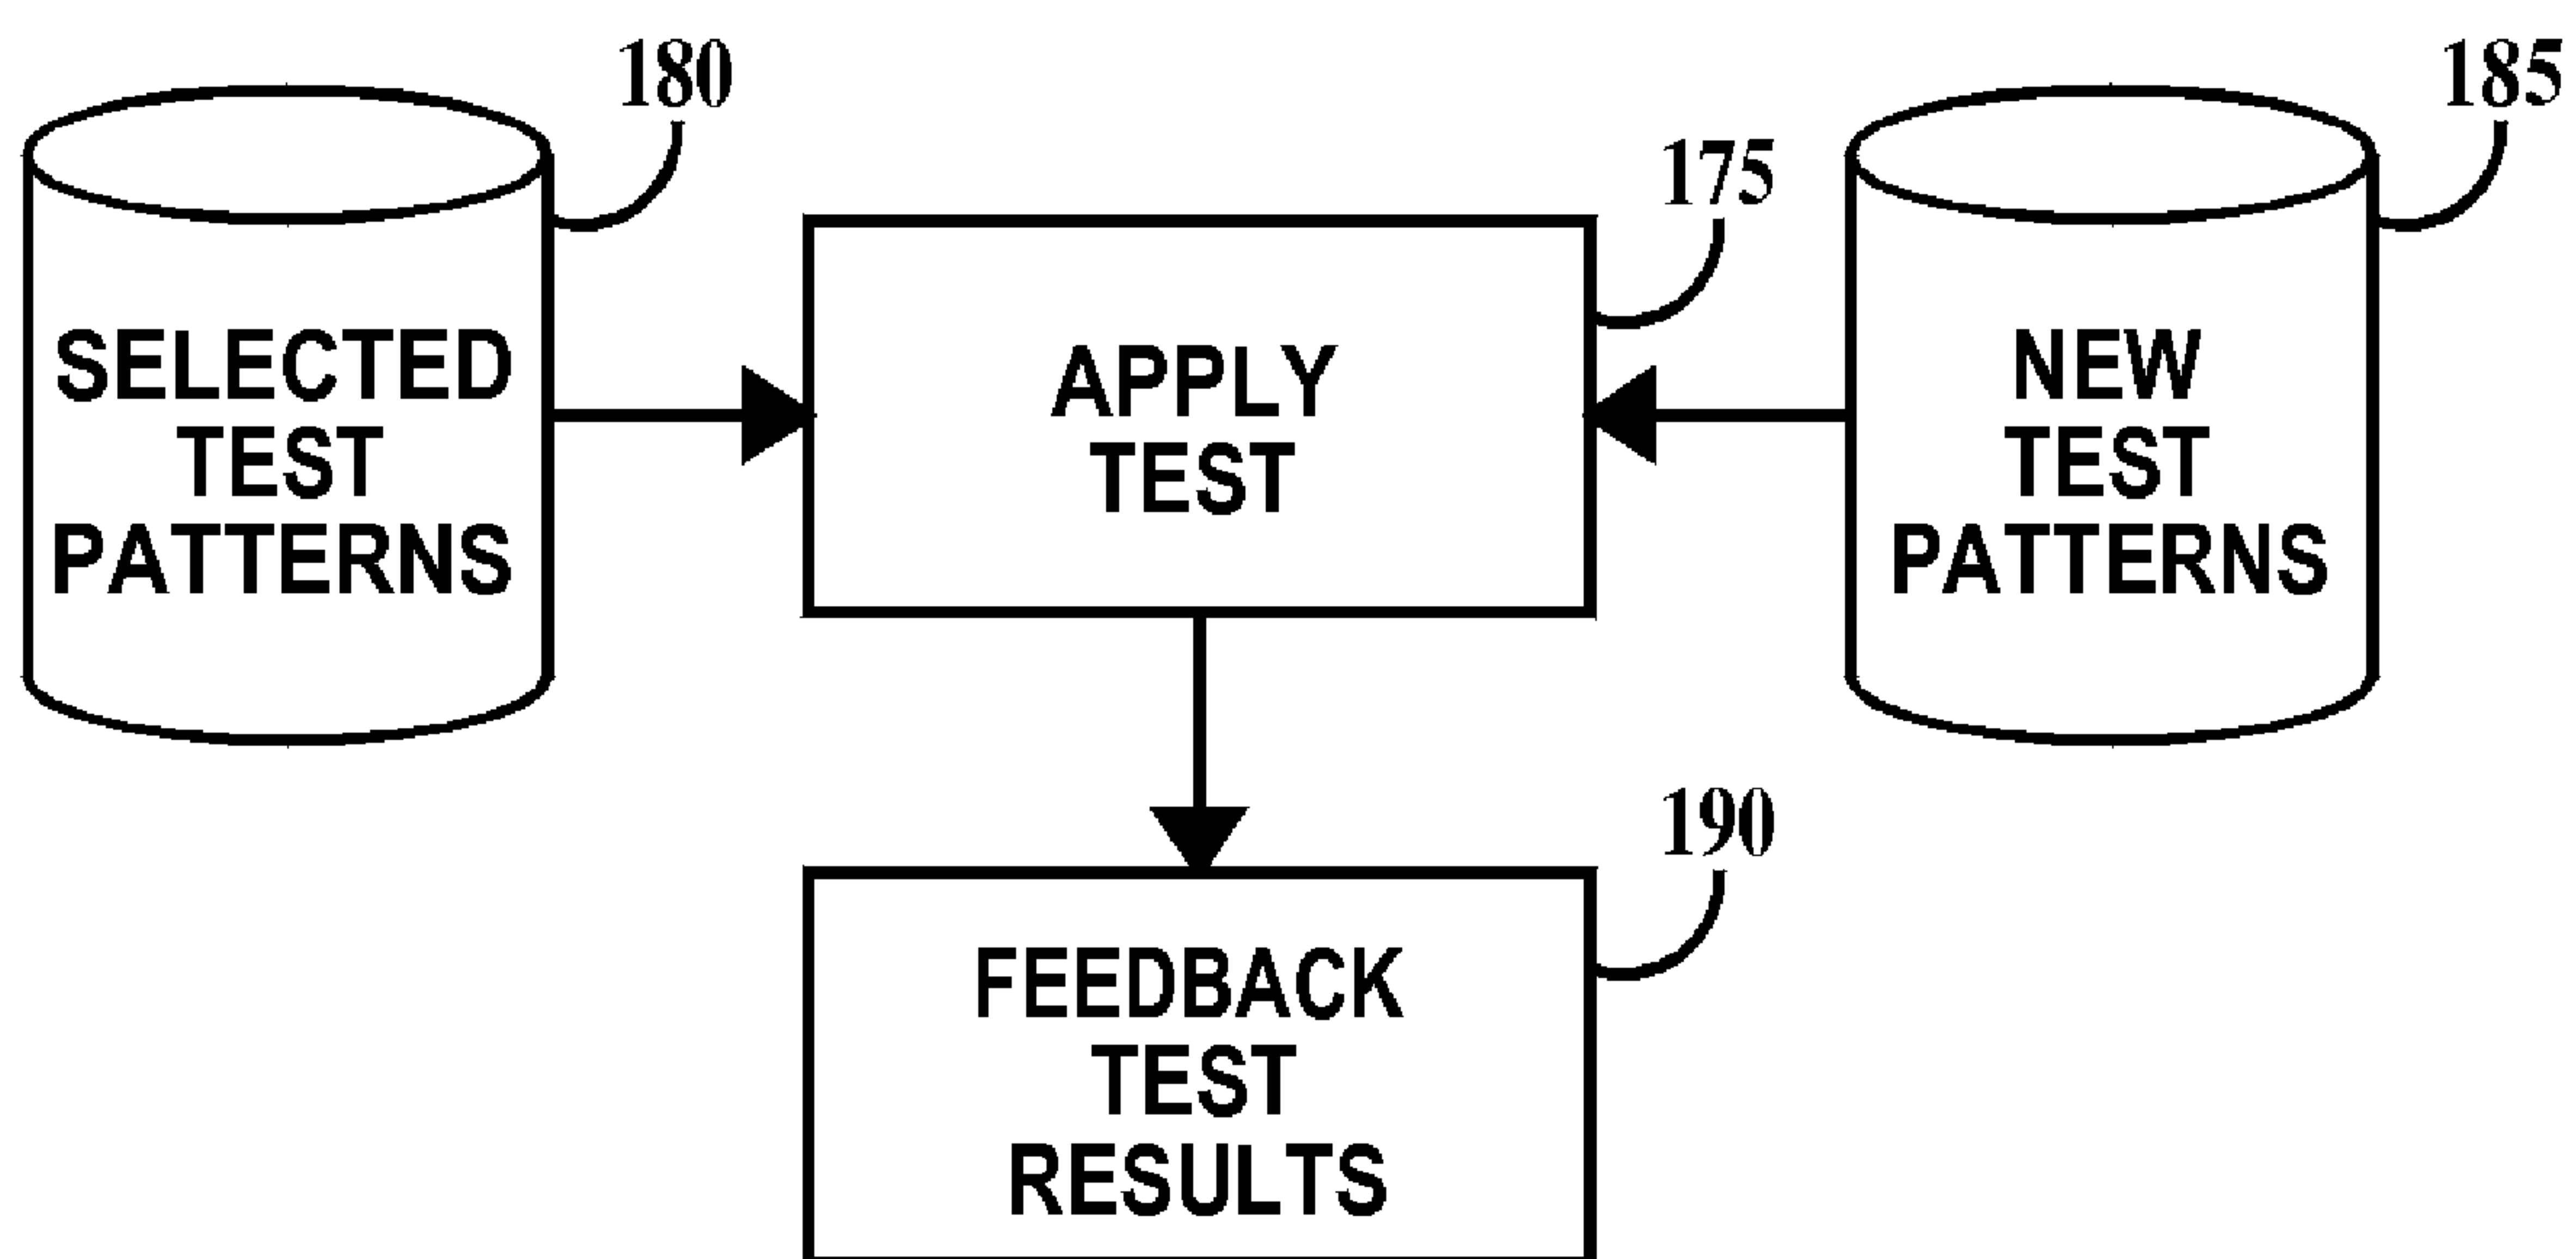 180
185
175
SELECTED
TEST
PATTERNS
APPLY
TEST
NEW
TEST
PATTERNS
190
FEEDBACK
TEST
RESULTS